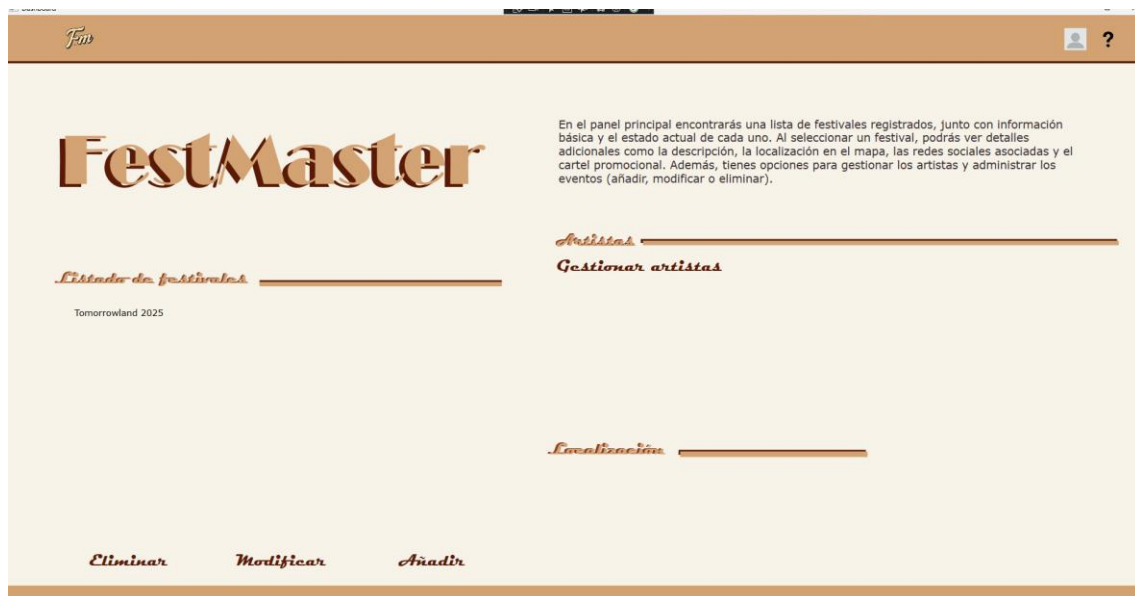 Dashboard
Fm
?
FestMaster
En el panel principal encontrarás una lista de festivales registrados, junto con información
básica y el estado actual de cada uno. Al seleccionar un festival, podrás ver detalles
adicionales como la descripción, la localización en mapa, las redes sociales asociadas y el
cartel promocional. Además, tienes opciones para gestionar los artistas y administrar los
eventos (añadir, modificar o eliminar).
Listado de festivales
Tomorrowland 2025
Eliminar Modificar Añadir
Artistas
Gestionar artistas
Localización